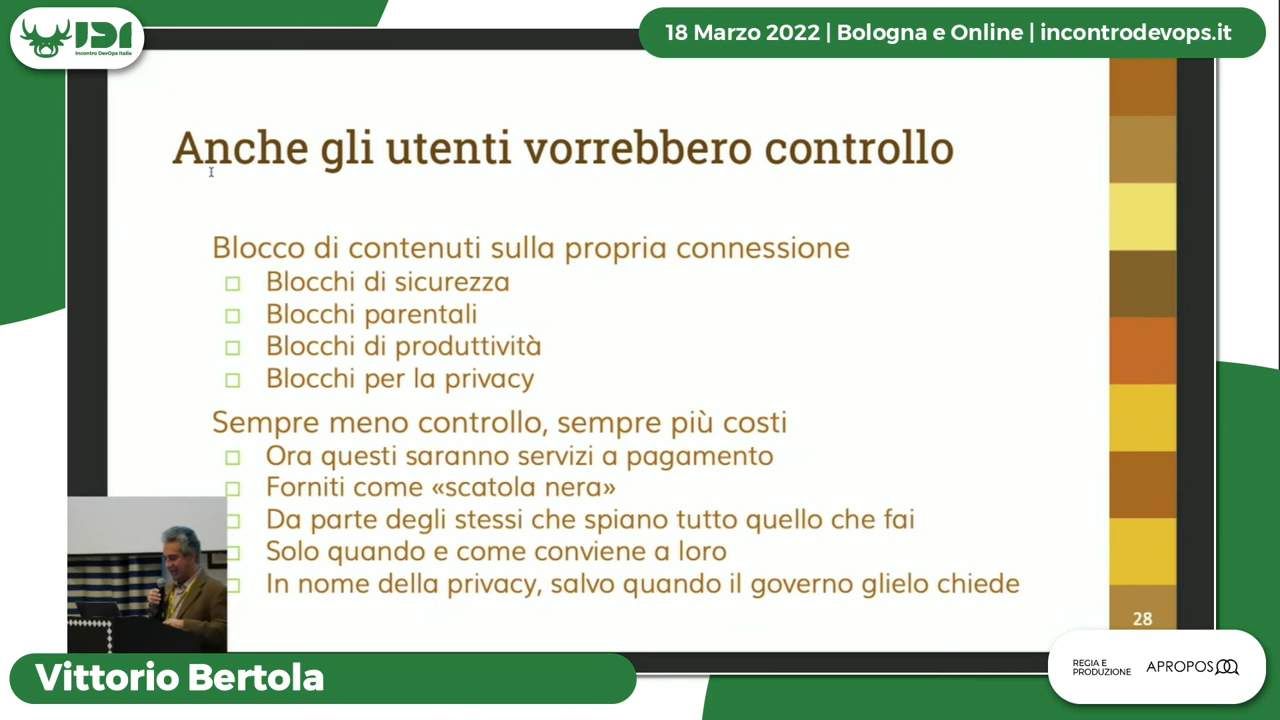 IDI
Incontro DevOps Italia
18 Marzo 2022 | Bologna e Online | incontrodevops.it
Anche gli utenti vorrebbero controllo
Blocco di contenuti sulla propria connessione
Blocchi di sicurezza
Blocchi parentali
Blocchi di produttività
Blocchi per la privacy
Sempre meno controllo, sempre più costi
Ora questi saranno servizi a pagamento
Forniti come «scatola nera»
Da parte degli stessi che spiano tutto quello che fai
Solo quando e come conviene a loro
In nome della privacy, salvo quando il governo glielo chiede
28
Vittorio Bertola
REGIA E
PRODUZIONE
APROPOS